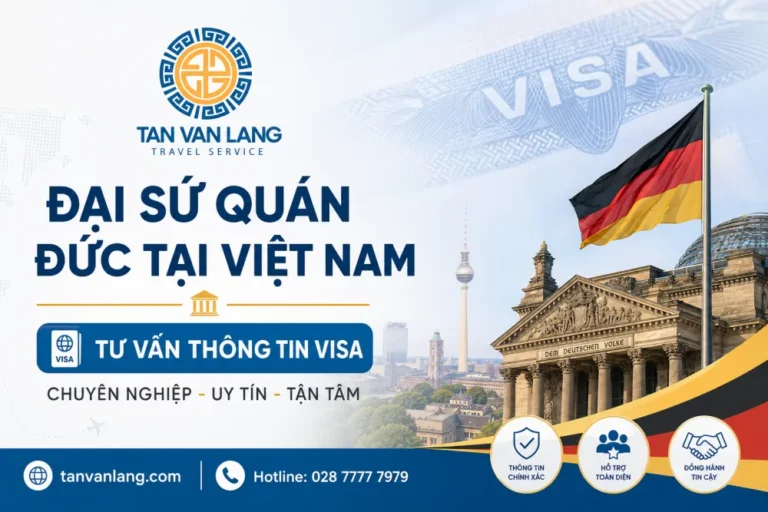 VISA
TAN VAN LANG
TRAVEL SERVICE
ĐẠI SỨ QUÁN
ĐỨC TẠI VIỆT NAM
VISA
TƯ VẤN THÔNG TIN VISA
CHUYÊN NGHIỆP - UY TÍN - TẬN TÂM
DEM DEUTSCHEN VOLKE
tanvanlang.com
Hotline: 028 7777 7979
THÔNG TIN
CHÍNH XÁC
HỖ TRỢ
TOÀN DIỆN
ĐỒNG HÀNH
TIN CẬY